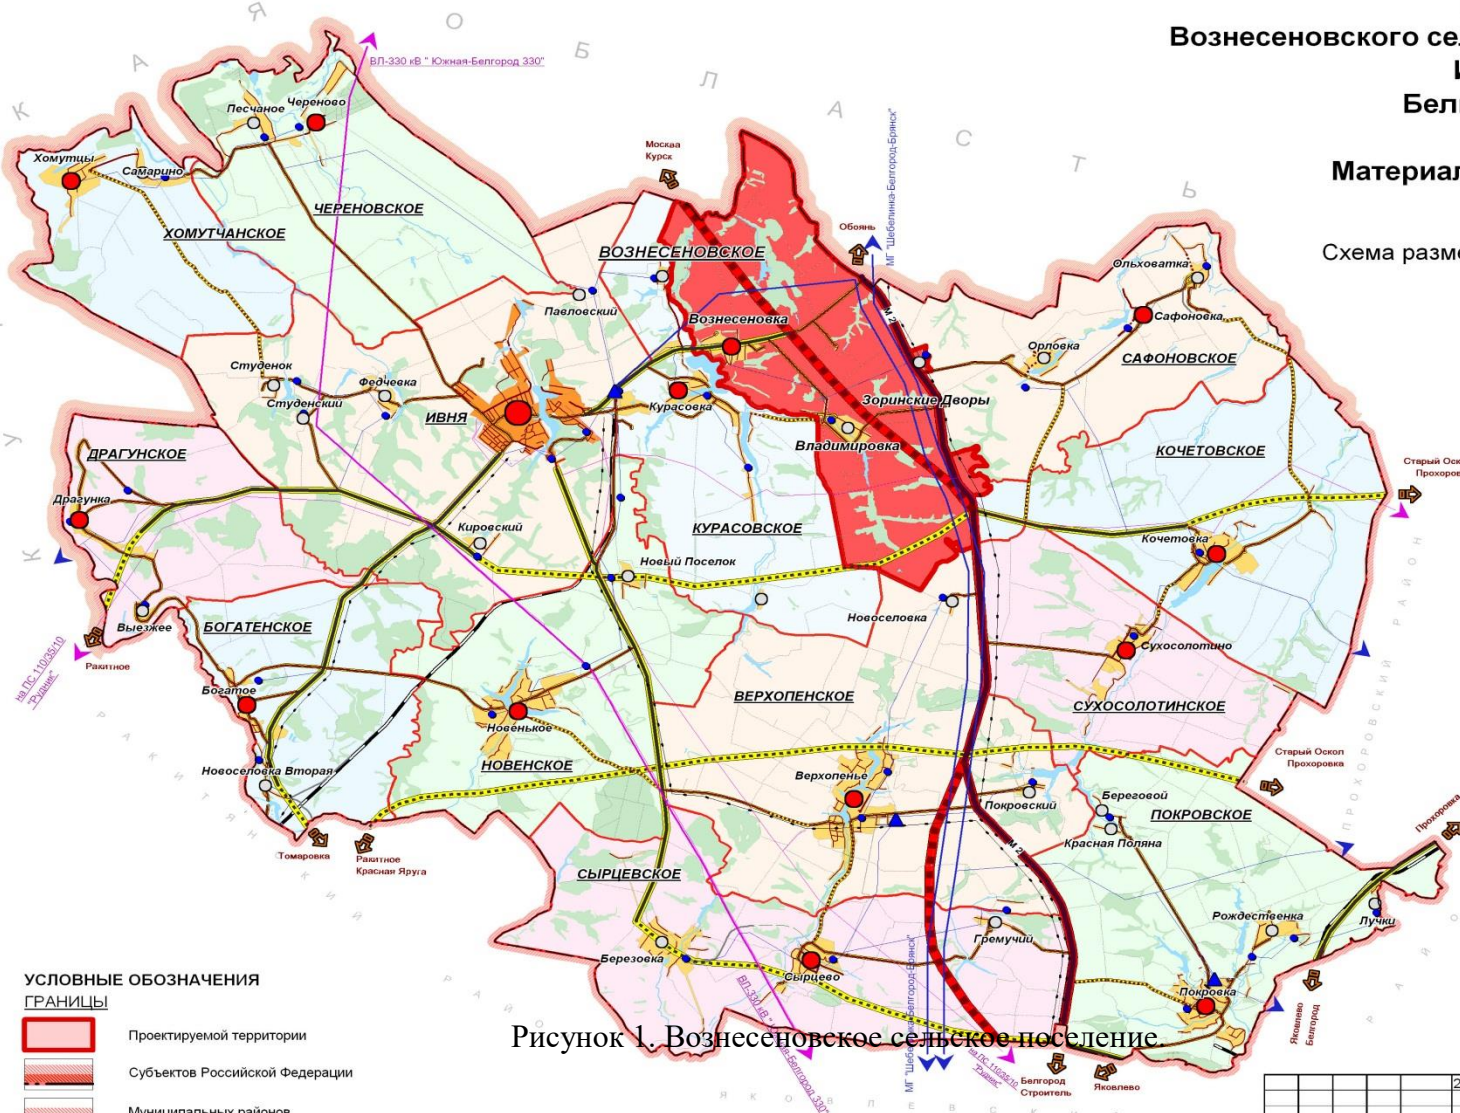 Вознесеновского
Материал
К А Я О Б Л А С Т Ь
ВЛ-330 кВ " Южная-Белгород 330"
Песчаное
Череново
Хомутцы
Самарино
Москва
Курск
МГ "Шебелинка-Белгород-Брянск"
ЧЕРЕНОВСКОЕ
ХОМУТЧАНСКОЕ
ВОЗНЕСЕНОВСКОЕ
Обоянь
Схема
Ольховатка
Павловский
Вознесеновка
М 2
Сафоновка
Орловка
САФОНОВСКОЕ
Студенок
Федчевка
Студенский
ИВНЯ
Курасовка
Зоринские Дворы
Владимировка
ДРАГУНСКОЕ
КОЧЕТОВСКОЕ
Старый
Драгунка
Кировский
КУРАСОВСКОЕ
Кочетовка
Новый Поселок
Новоселовка
Выезжее
БОГАТЕНСКОЕ
Сухосолотино
на ПС 110/35/10
"Рудник"
Ракитное
Богатое
ВЕРХОПЕНСКОЕ
СУХОСОЛОТИНСКОЕ
Новенькое
НОВЕНСКОЕ
Новоселовка Вторая
Верхопенье
Старый Оскол
Прохоровка
Покровский
Береговой
ПОКРОВСКОЕ
Красная Поляна
Прохоровка
Томаровка
Ракитное
Красная Яруга
М 2
СЫРЦЕВСКОЕ
Рождественка
Лучки
Гремучий
Березовка
Сырцево
Покровка
ПРОХОРОВСКИЙ РАЙОН
УСЛОВНЫЕ ОБОЗНАЧЕНИЯ
ГРАНИЦЫ
Проектируемой территории
Рисунок 1. Вознесеновское сельское поселение.
Яковлево
Белгород
Субъектов Российской Федерации
Белгород
Строитель
Яковлево
Муниципальных районов